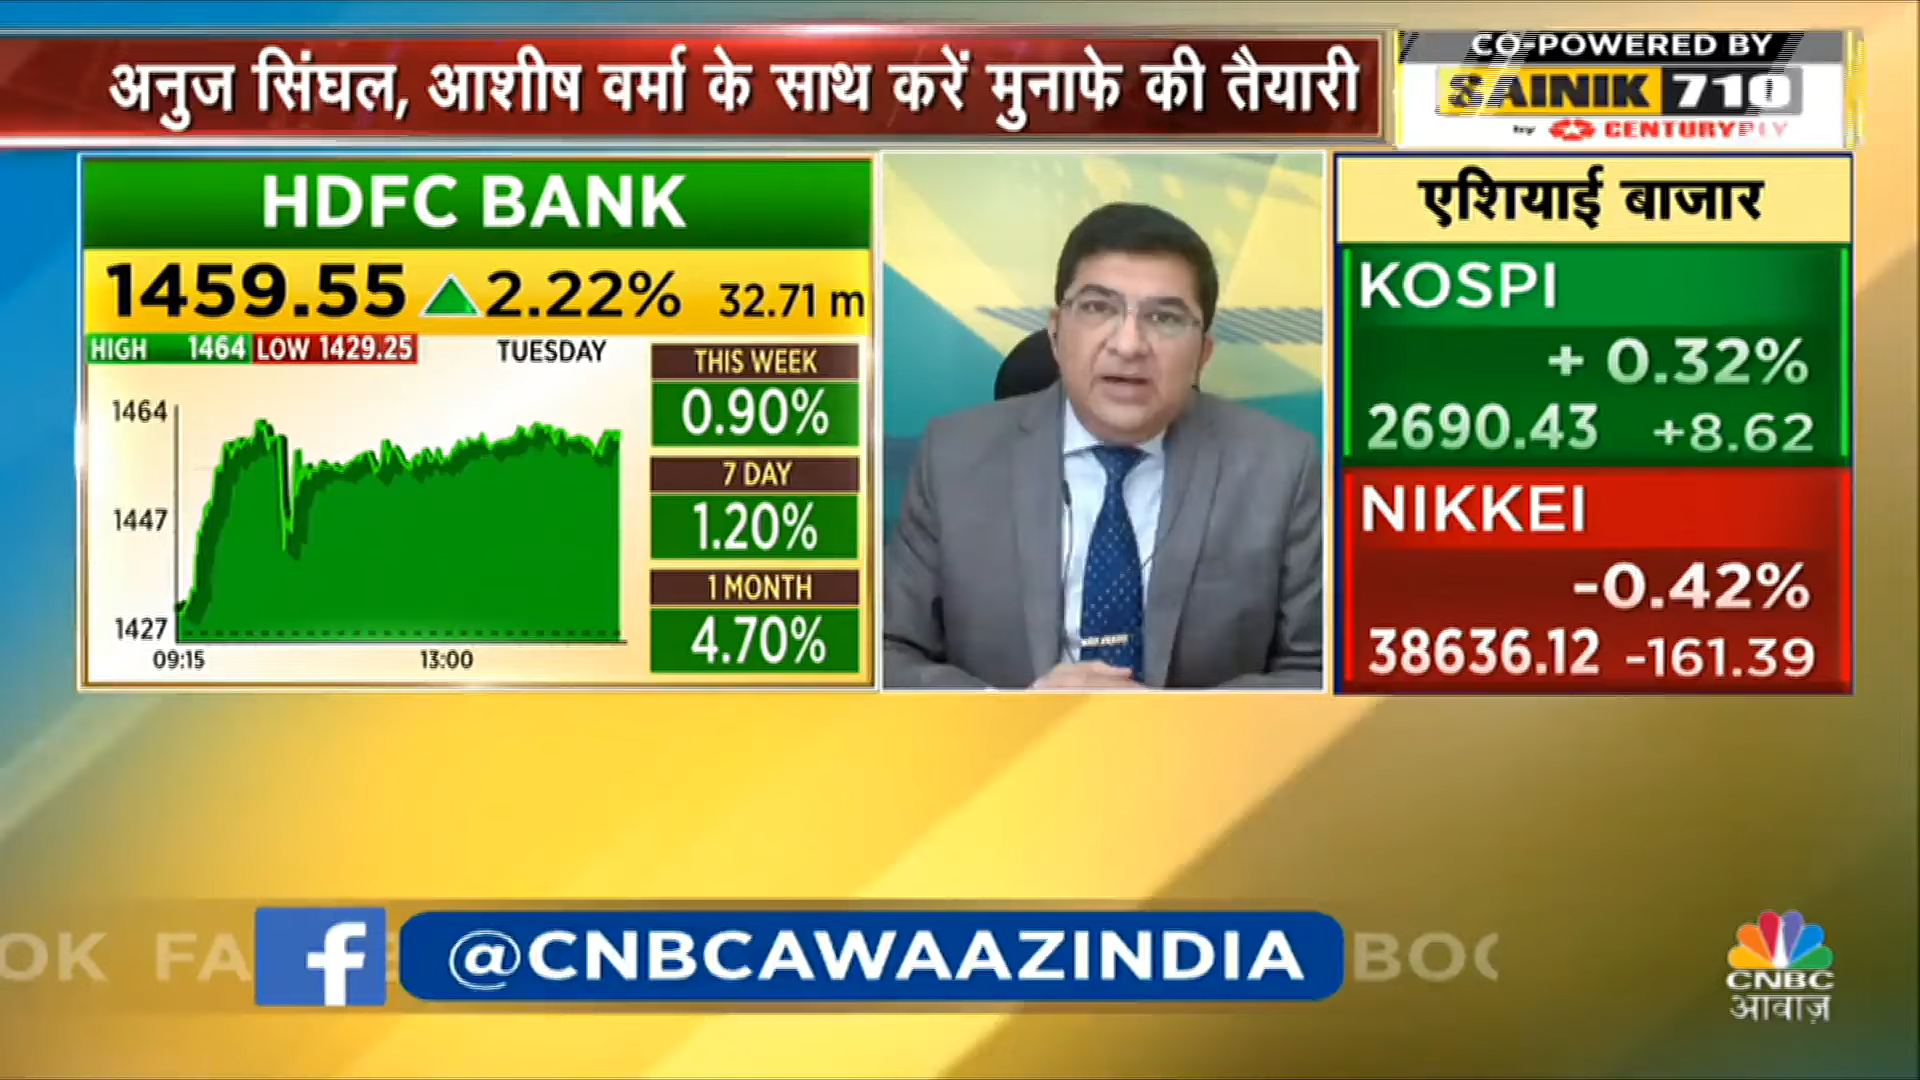 अनुज सिंघल, आशीष वर्मा के साथ करें मुनाफे की तैयारी
CO-POWERED BY
SAINIK 710
by CENTURYPLY
HDFC BANK
1459.55 2.22% 32.71 m
HIGH 1464 LOW 1429.25 TUESDAY
1464
1447
1427
09:15 13:00
THIS WEEK
0.90%
7 DAY
1.20%
1 MONTH
4.70%
एशियाई बाजार
KOSPI
+ 0.32%
2690.43 +8.62
NIKKEI
-0.42%
38636.12 -161.39
OK FA
f @CNBCAWAAZINDIA
BOO
CNBC
आवाज़